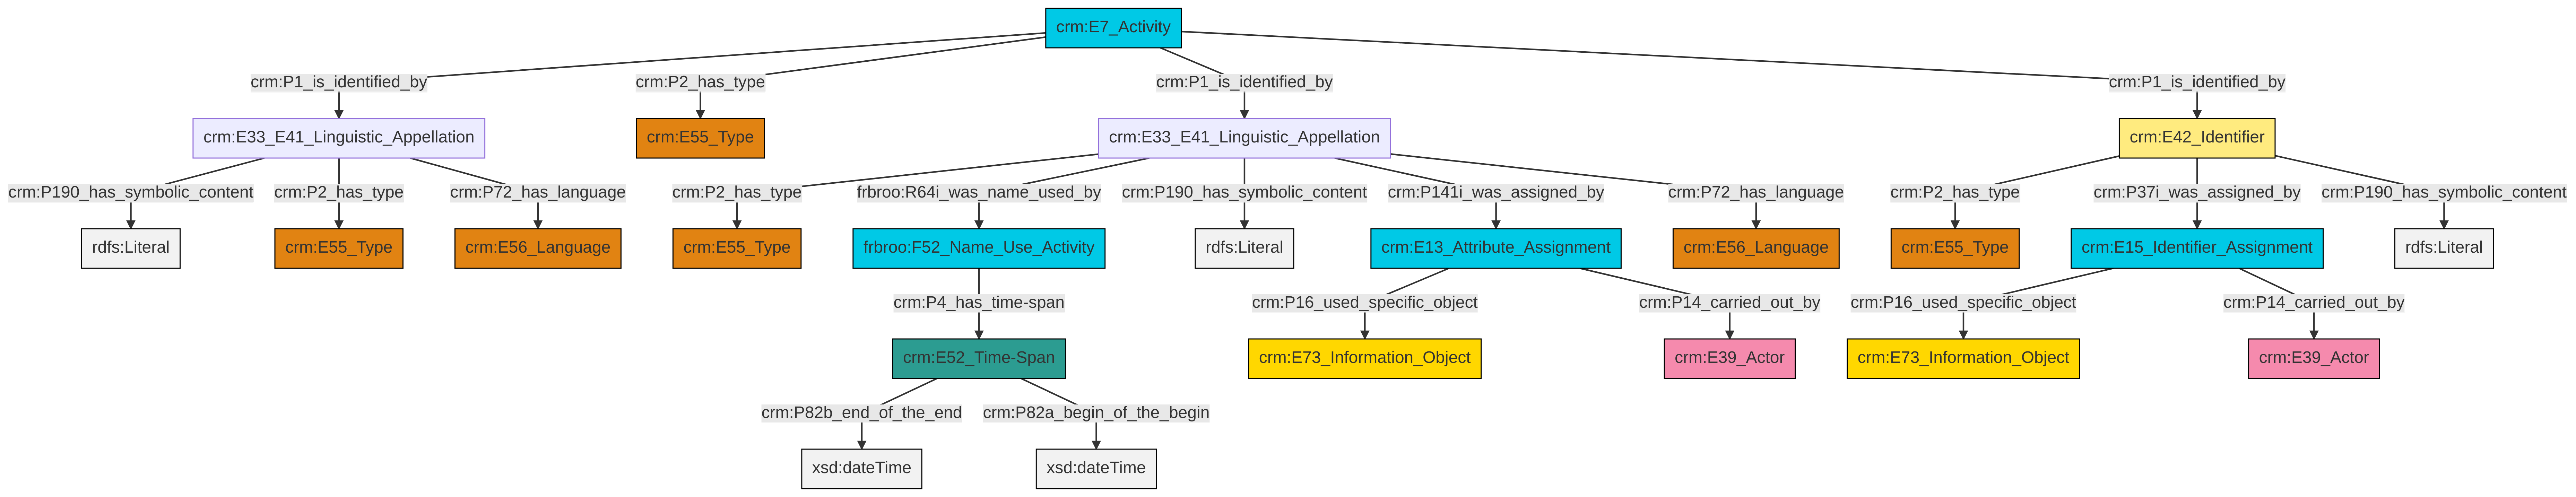 crm:E7_Activity
crm:P1_is_identified_by
crm:P2_has_type
crm:P1_is_identified_by
crm:P1_is_identified_by
crm:E33_E41_Linguistic_Appellation
crm:E55_Type
crm:E33_E41_Linguistic_Appellation
crm:E42_Identifier
crm:P190_has_symbolic_content
crm:P2_has_type
crm:P72_has_language
crm:P2_has_type
frbroo:R64i_was_name_used_by
crm:P190_has_symbolic_content
crm:P141i_was_assigned_by
crm:P72_has_language
crm:P2_has_type
crm:P37i_was_assigned_by
crm:P190_has_symbolic_content
rdfs:Literal
crm:E55_Type
crm:E56_Language
crm:E55_Type
frbroo:F52_Name_Use_Activity
rdfs:Literal
crm:E13_Attribute_Assignment
crm:E56_Language
crm:E55_Type
crm:E15_Identifier_Assignment
rdfs:Literal
crm:P4_has_time-span
crm:P16_used_specific_object
crm:P14_carried_out_by
crm:P16_used_specific_object
crm:P14_carried_out_by
crm:E52_Time-Span
crm:E73_Information_Object
crm:E39_Actor
crm:E73_Information_Object
crm:E39_Actor
crm:P82b_end_of_the_end
crm:P82a_begin_of_the_begin
xsd:dateTime
xsd:dateTime